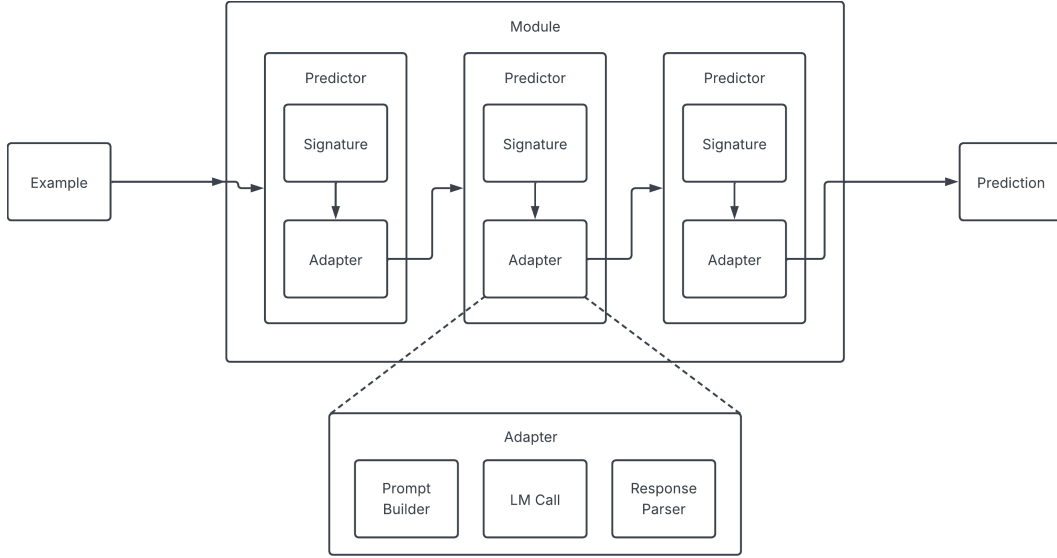 Module
Predictor
Predictor
Predictor
Signature
Signature
Signature
Example
Prediction
Adapter
Adapter
Adapter
Adapter
Prompt
Builder
LM Call
Response
Parser